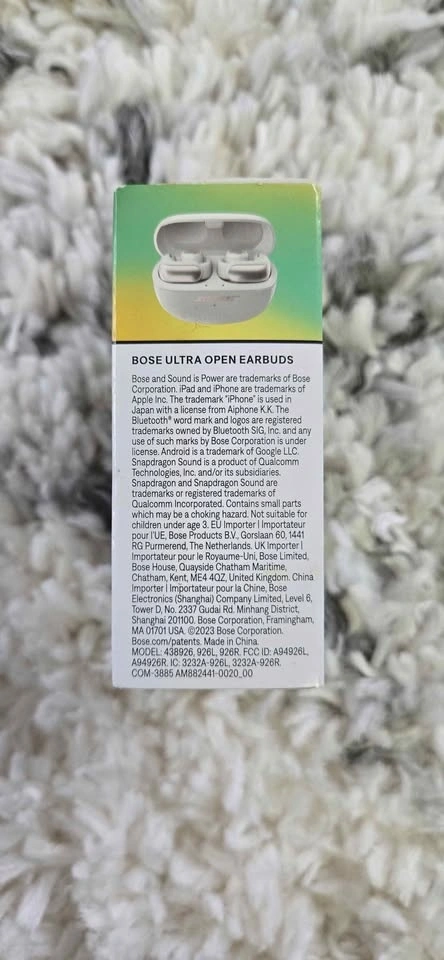 BOSE ULTRA OPEN EARBUDS
Bose and Sound is Power are trademarks of Bose
Corporation. iPad and iPhone are trademarks of
Apple Inc. The trademark "iPhone" is used in
Japan with a license from Aiphone K.K. The
Bluetooth® word mark and logos are registered
trademarks owned by Bluetooth SIG, Inc. and any
use of such marks by Bose Corporation is under
license. Android is a trademark of Google LLC.
Snapdragon Sound is a product of Qualcomm
Technologies, Inc. and/or its subsidiaries.
Snapdragon and Snapdragon Sound are
trademarks or registered trademarks of
Qualcomm Incorporated. Contains small parts
which may be a choking hazard. Not suitable for
children under age 3. EU Importer | Importateur
pour l'UE, Bose Products B.V., Gorslaan 60, 1441
RG Purmerend, The Netherlands. UK Importer |
Importateur pour le Royaume-Uni, Bose Limited,
Bose House, Quayside Chatham Maritime,
Chatham, Kent, ME4 4QZ, United Kingdom. China
Importer | Importateur pour la Chine, Bose
Electronics (Shanghai) Company Limited, Level 6,
Tower D, No. 2337 Gudai Rd. Minhang District,
Shanghai 201100. Bose Corporation, Framingham,
MA 01701 USA. ©2023 Bose Corporation.
Bose.com/patents. Made in China.
MODEL: 438926, 926L, 926R. FCC ID: A94926L,
A94926R. IC: 3232A-926L, 3232A-926R.
COM-3885 AM882441-0020_00